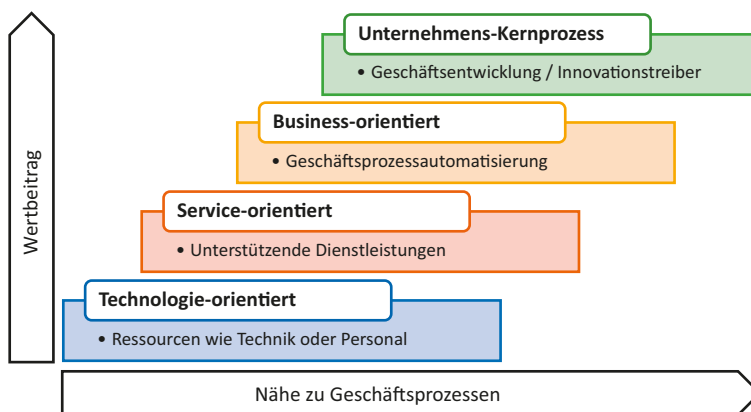 Unternehmens-Kernprozess
• Geschäftsentwicklung / Innovationstreiber
Business-orientiert
• Geschäftsprozessautomatisierung
Service-orientiert
• Unterstützende Dienstleistungen
Technologie-orientiert
• Ressourcen wie Technik oder Personal
Wertbeitrag
Nähe zu Geschäftsprozessen